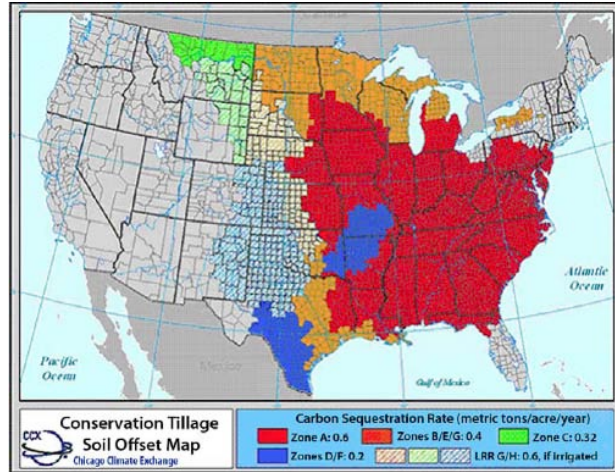 Canada
Pacific
Ocean
Mexico
Gulf of Mexico
Atlantic
Ocean
CCX
Conservation Tillage
Soil Offset Map
Chicago Climate Exchange
Carbon Sequestration Rate (metric tons/acre/year)
Zone A: 0.6
Zones B/E/G: 0.4
Zone C: 0.32
Zones D/F: 0.2
LRR G/H: 0.6, if irrigated